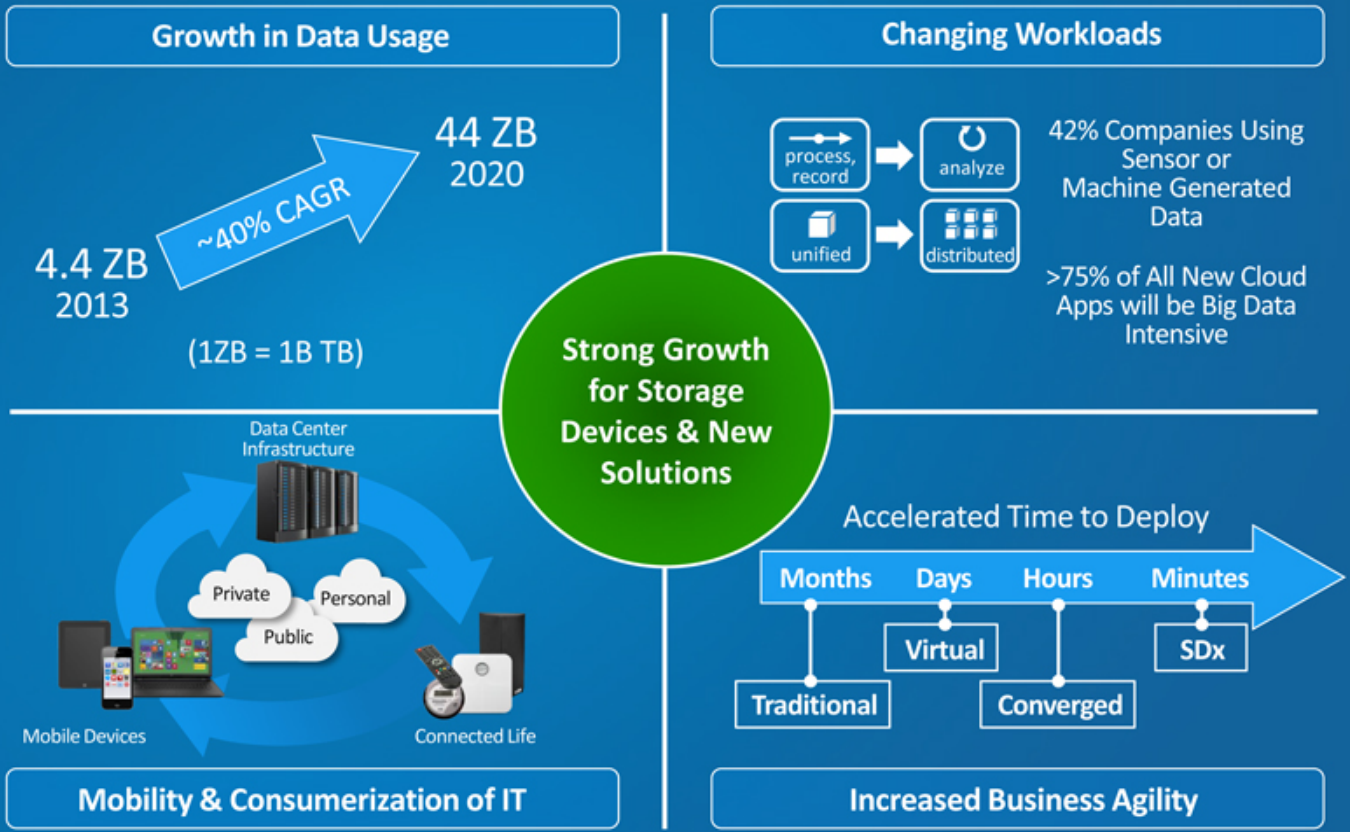 Growth in Data Usage
44 ZB
2020
~40% CAGR
4.4 ZB
2013
(1ZB = 1B TB)
Changing Workloads
process,
record
analyze
unified
distributed
42% Companies Using
Sensor or
Machine Generated
Data
>75% of All New Cloud
Apps will be Big Data
Intensive
Strong Growth
for Storage
Devices & New
Solutions
Data Center
Infrastructure
Private
Personal
Public
Mobile Devices
Connected Life
Mobility & Consumerization of IT
Accelerated Time to Deploy
Months Days Hours Minutes
Virtual
SDx
Traditional
Converged
Increased Business Agility